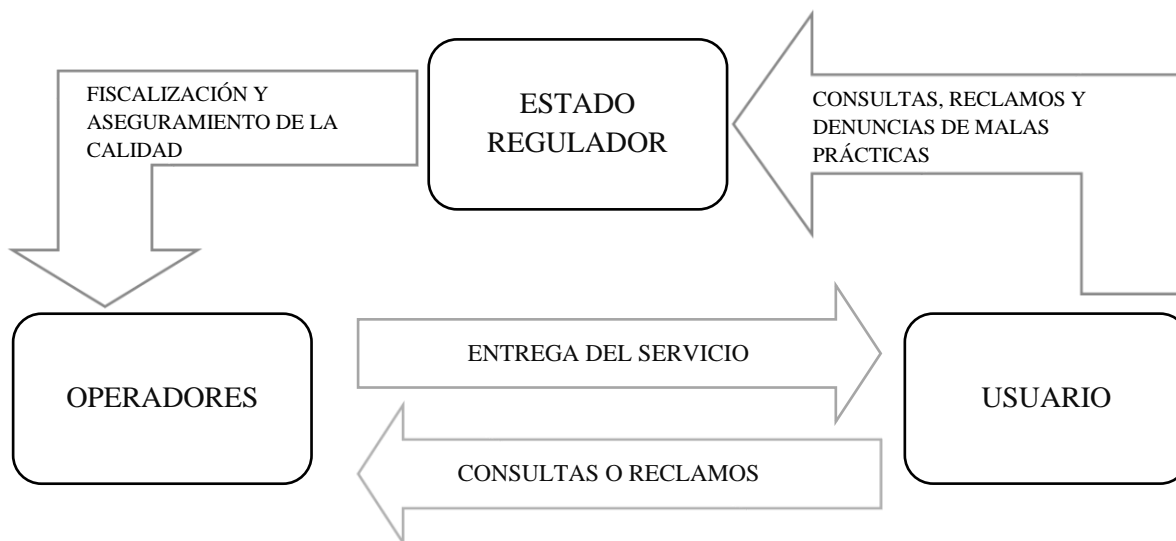 ESTADO
REGULADOR
FISCALIZACIÓN Y
ASEGURAMIENTO DE LA
CALIDAD
CONSULTAS, RECLAMOS Y
DENUNCIAS DE MALAS
PRÁCTICAS
OPERADORES
ENTREGA DEL SERVICIO
USUARIO
CONSULTAS O RECLAMOS